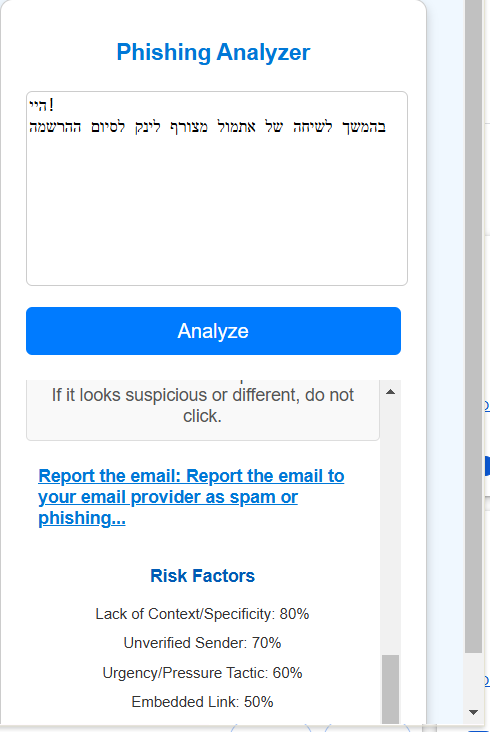 Phishing Analyzer
היי!
בהמשך לשיחה של אתמול מצורף לינק לסיום ההרשמה
Analyze
If it looks suspicious or different, do not
click.
Report the email: Report the email to
your email provider as spam or
phishing...
Risk Factors
Lack of Context/Specificity: 80%
Unverified Sender: 70%
Urgency/Pressure Tactic: 60%
Embedded Link: 50%